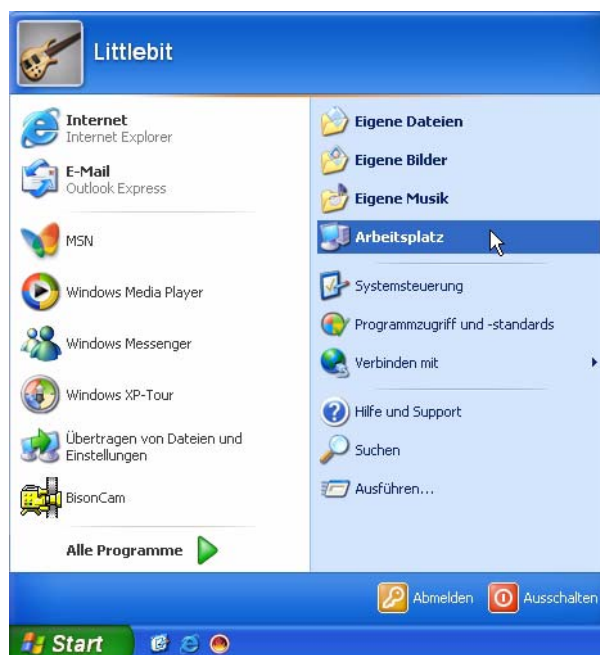 Littlebit
Internet
Internet Explorer
E-Mail
Outlook Express
MSN
Windows Media Player
Windows Messenger
Windows XP-Tour
Übertragen von Dateien und
Einstellungen
BisonCam
Alle Programme
Eigene Dateien
Eigene Bilder
Eigene Musik
Arbeitsplatz
Systemsteuerung
Programmzugriff und -standards
Verbinden mit
Hilfe und Support
Suchen
Ausführen...
Abmelden
Ausschalten
Start